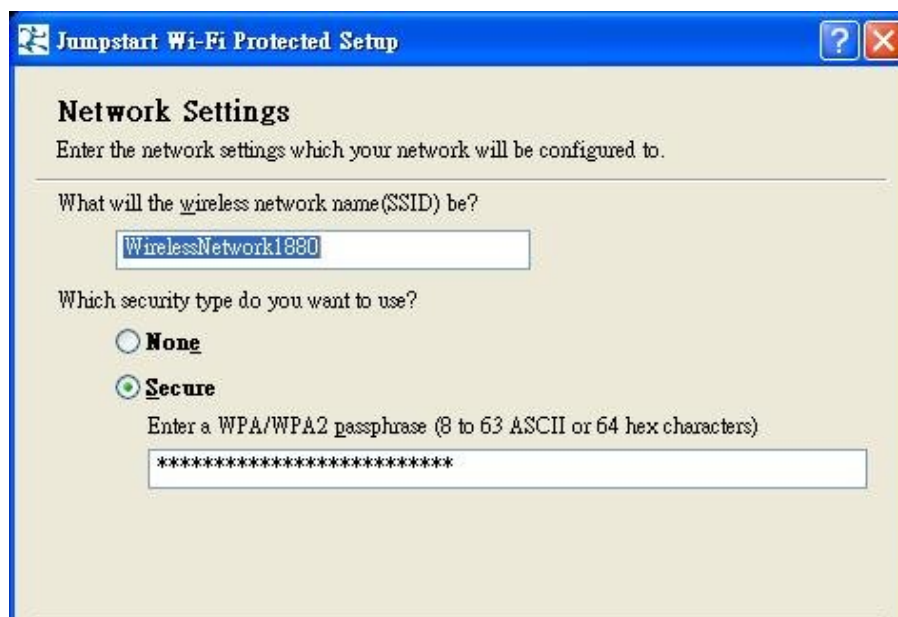 Jumpstart Wi-Fi Protected Setup
Network Settings
Enter the network settings which your network will be configured to.
What will the wireless network name(SSID) be?
WirelessNetwork1880
Which security type do you want to use?
None
Secure
Enter a WPA/WPA2 passphrase (8 to 63 ASCII or 64 hex characters)
**************************